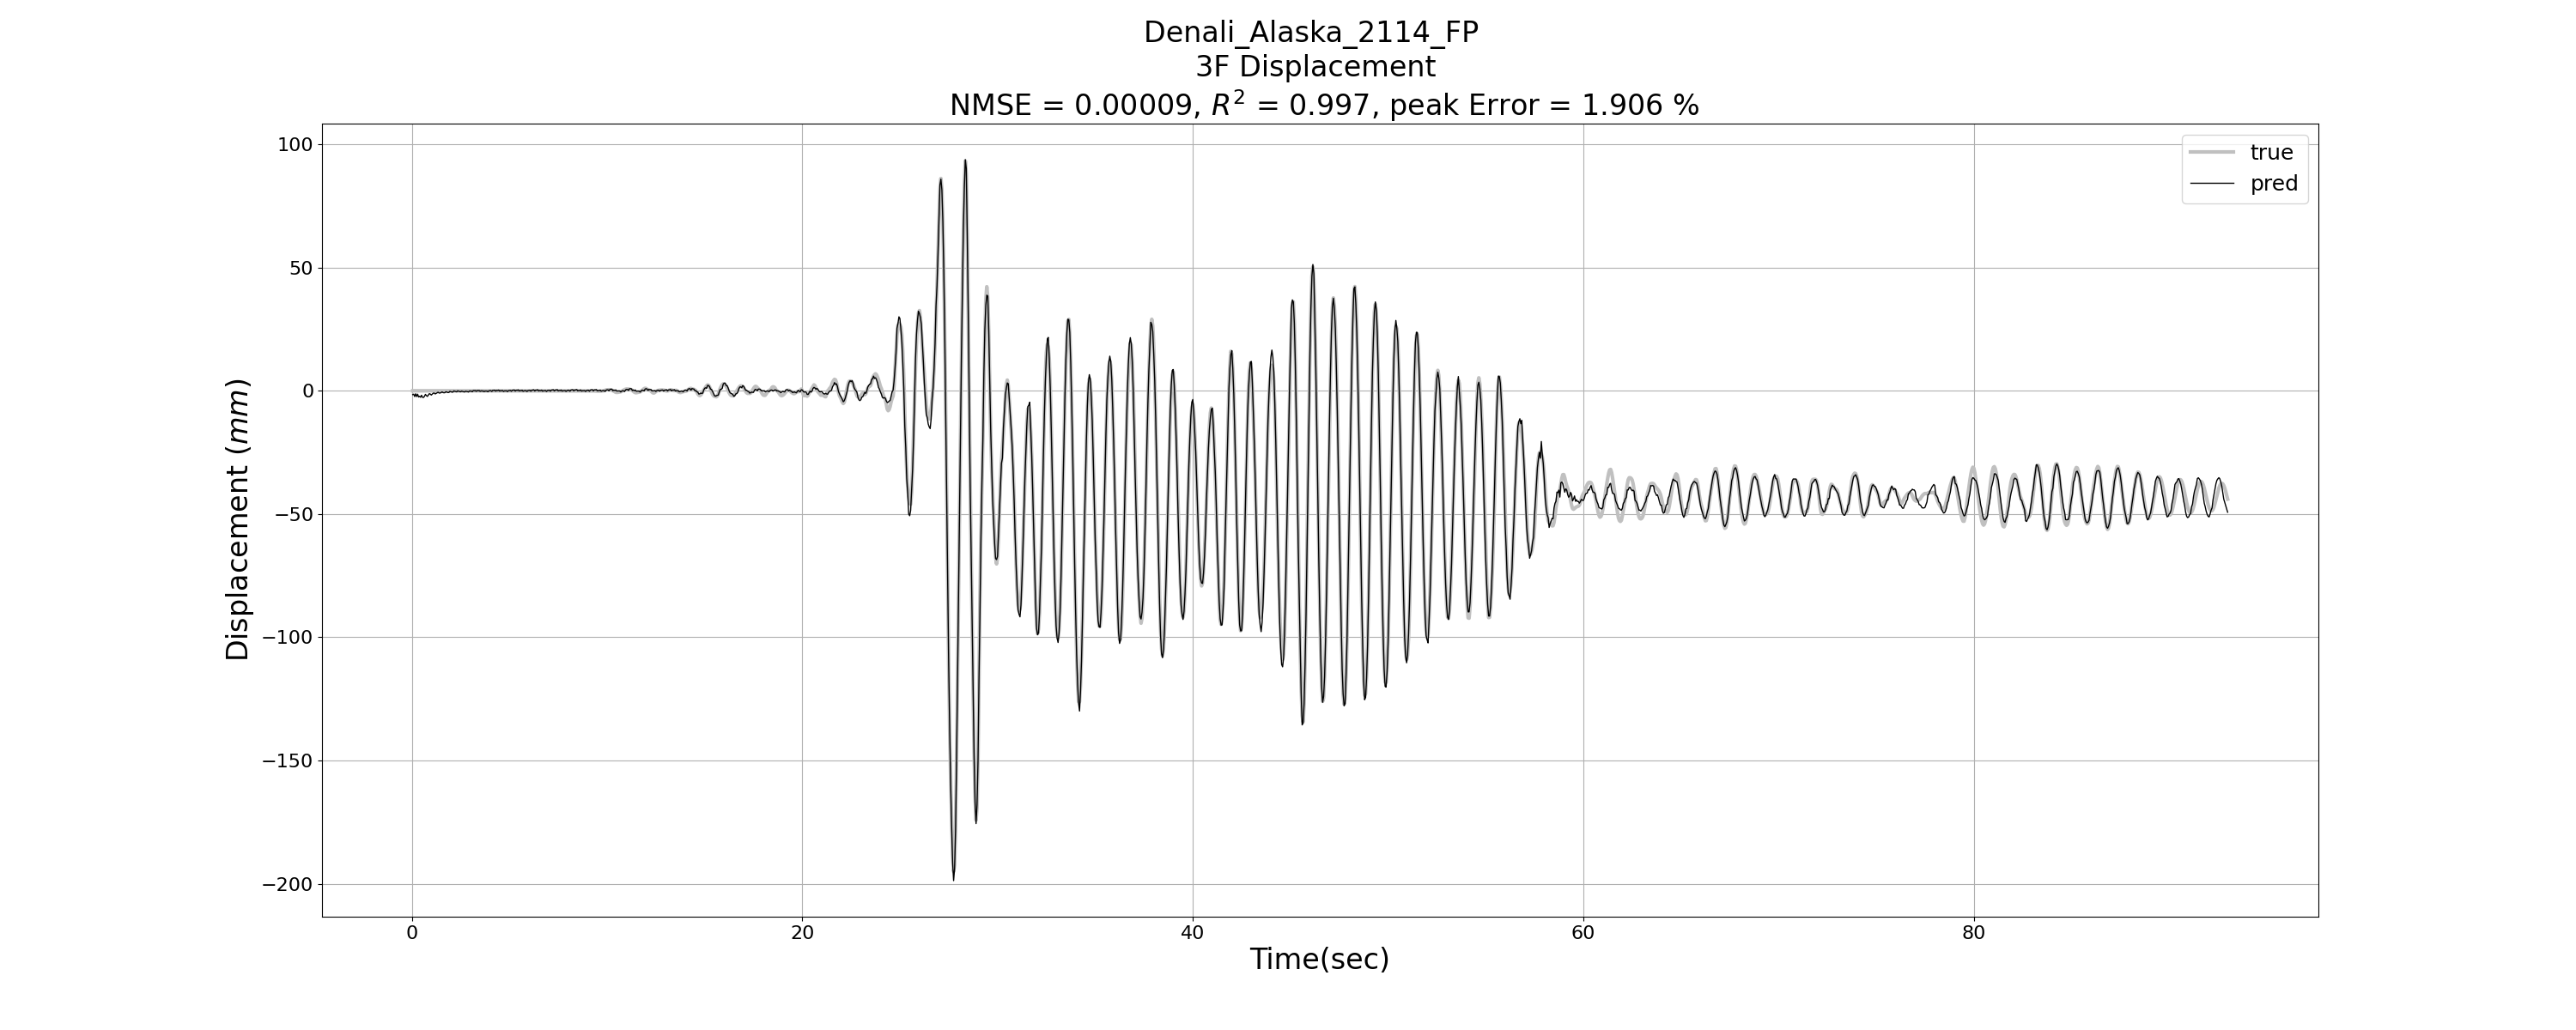 Denali_Alaska_2114_FP
3F Displacement
NMSE = 0.00009, R² = 0.997, peak Error = 1.906 %
true
pred
100
50
0
−50
−100
−150
−200
Displacement (mm)
0
20
40
60
80
Time(sec)